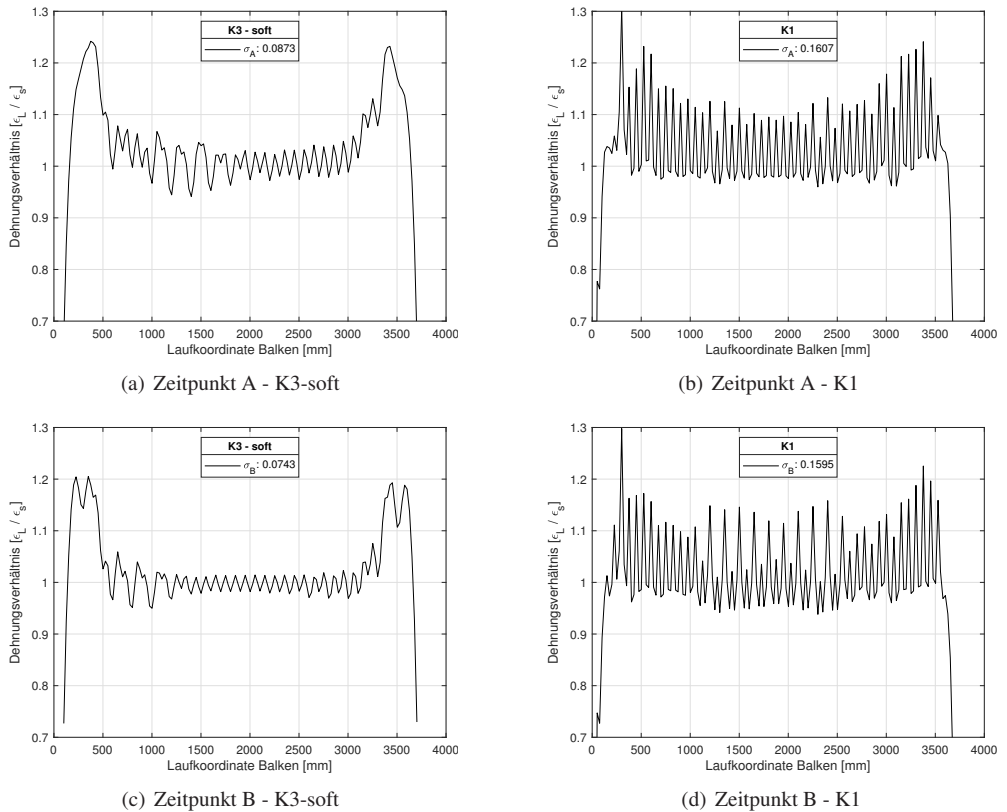 K3 - soft
σA: 0.0873
Dehnungsverhältnis [ϵL / ϵs]
1.3
1.2
1.1
1
0.9
0.8
0.7
0 500 1000 1500 2000 2500 3000 3500 4000
Laufkoordinate Balken [mm]
(a) Zeitpunkt A - K3-soft
K1
σA: 0.1607
Dehnungsverhältnis [ϵL / ϵs]
1.3
1.2
1.1
1
0.9
0.8
0.7
0 500 1000 1500 2000 2500 3000 3500 4000
Laufkoordinate Balken [mm]
(b) Zeitpunkt A - K1
K3 - soft
σB: 0.0743
Dehnungsverhältnis [ϵL / ϵs]
1.3
1.2
1.1
1
0.9
0.8
0.7
0 500 1000 1500 2000 2500 3000 3500 4000
Laufkoordinate Balken [mm]
(c) Zeitpunkt B - K3-soft
K1
σB: 0.1595
Dehnungsverhältnis [ϵL / ϵs]
1.3
1.2
1.1
1
0.9
0.8
0.7
0 500 1000 1500 2000 2500 3000 3500 4000
Laufkoordinate Balken [mm]
(d) Zeitpunkt B - K1